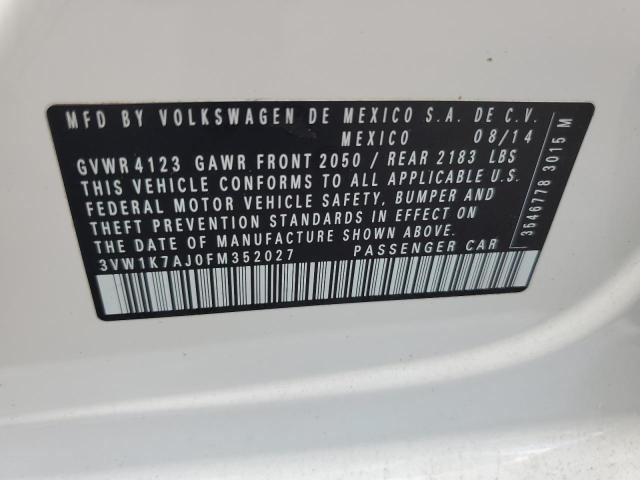 MFD BY VOLKSWAGEN DE MEXICO S.A. DE C.V.
MEXICO 08/14
GVWR 4123 GAWR FRONT 2050 / REAR 2183 LBS
THIS VEHICLE CONFORMS TO ALL APPLICABLE U.S.
FEDERAL MOTOR VEHICLE SAFETY, BUMPER AND
THEFT PREVENTION STANDARDS IN EFFECT ON
THE DATE OF MANUFACTURE SHOWN ABOVE.
3VW1K7AJ0FM352027 PASSENGER CAR
3546778 3015 M